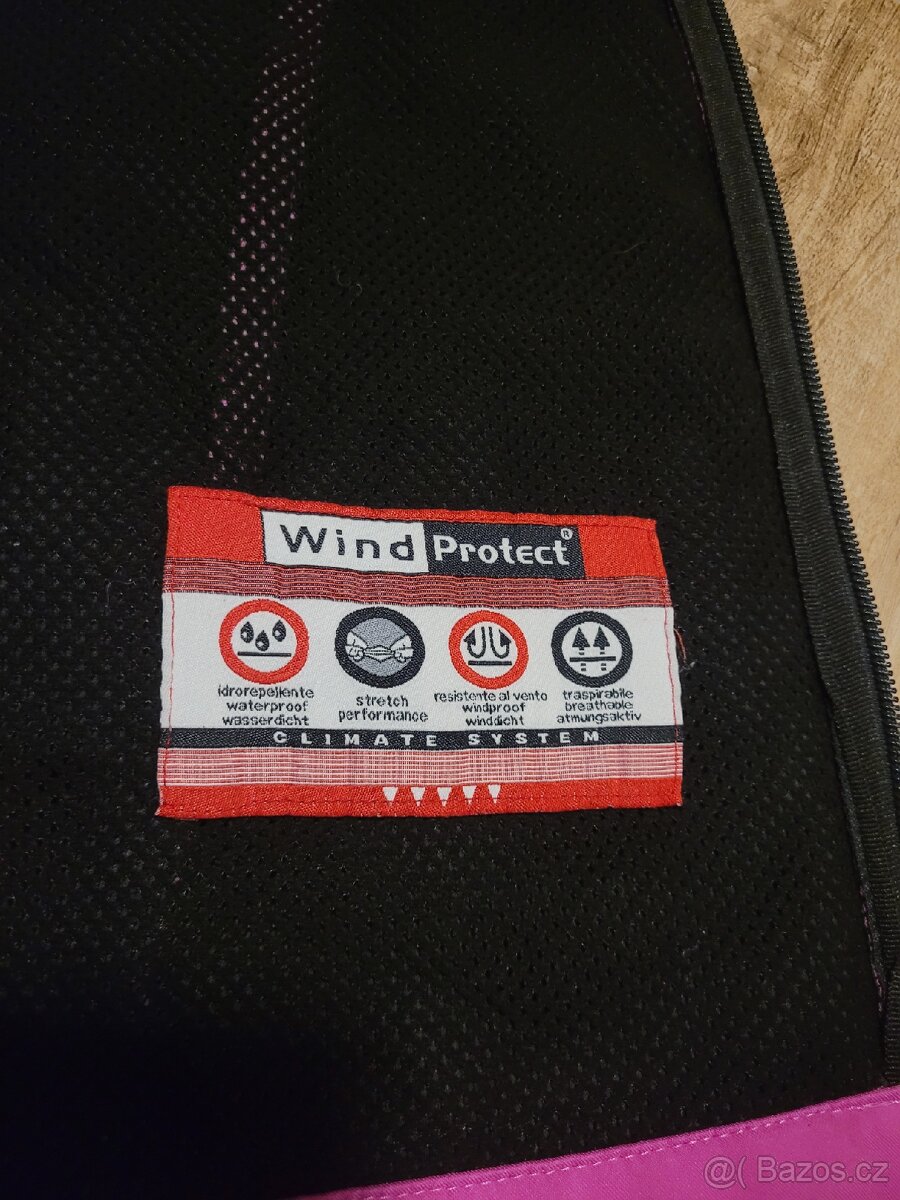 Wind Protect®
idrorepellente
waterproof
wasserdicht
stretch
performance
resistente al vento
windproof
winddicht
traspirabile
breathable
atmungsaktiv
CLIMATE SYSTEM
@( Bazos.cz